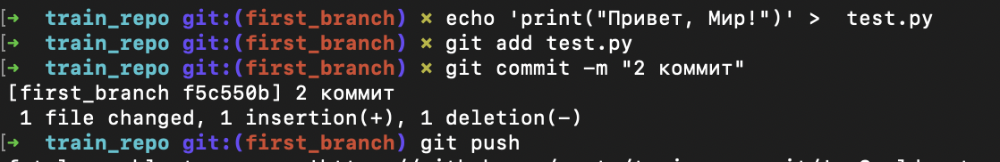 [➜  train_repo git:(first_branch) ✗ echo 'print("Привет, Мир!")' >  test.py
[➜  train_repo git:(first_branch) ✗ git add test.py
[➜  train_repo git:(first_branch) ✗ git commit -m "2 коммит"
[first_branch f5c550b] 2 коммит
 1 file changed, 1 insertion(+), 1 deletion(-)
[➜  train_repo git:(first_branch) git push